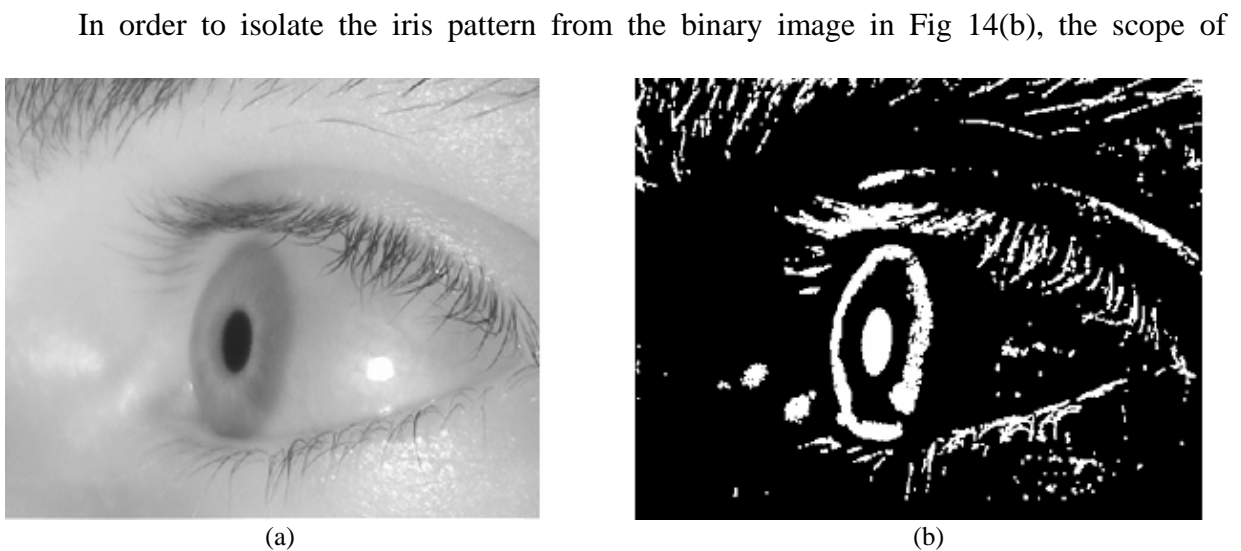 In order to isolate the iris pattern from the binary image in Fig 14(b), the scope of
(a)
(b)